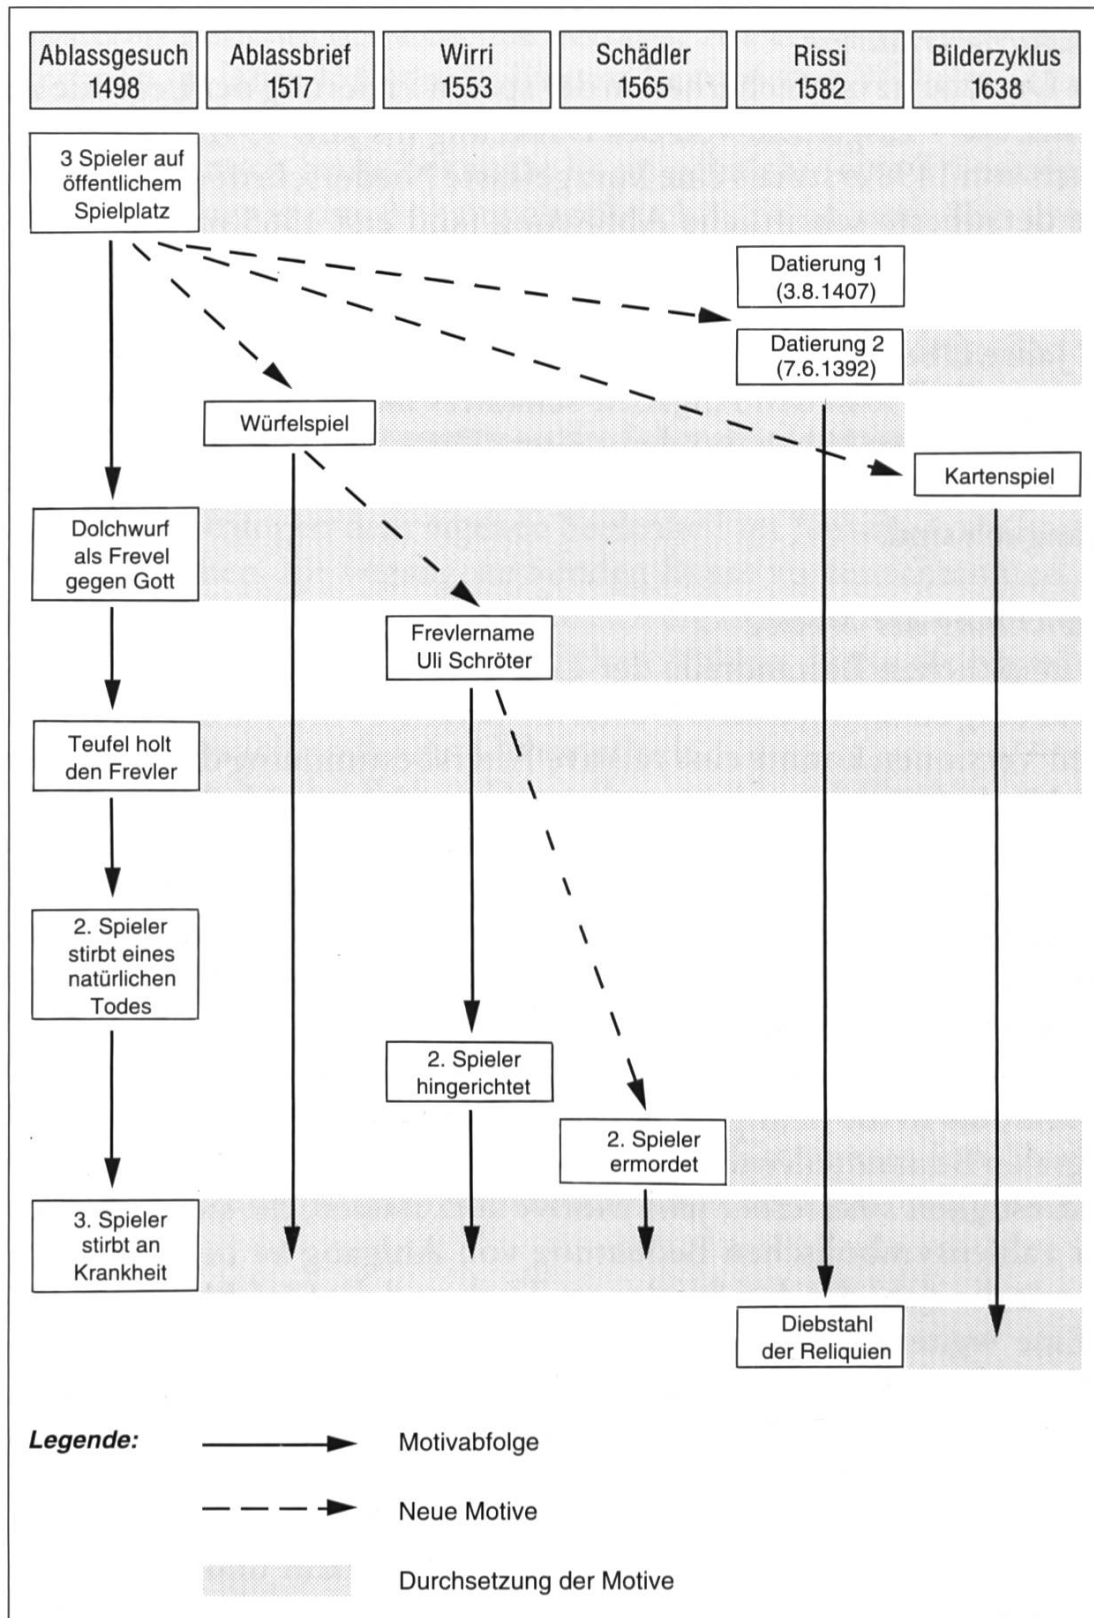 Ablassgesuch
1498
Ablassbrief
1517
Wirri
1553
Schädler
1565
Rissi
1582
Bilderzyklus
1638
3 Spieler auf
öffentlichem
Spielplatz
Datierung 1
(3.8.1407)
Datierung 2
(7.6.1392)
Würfelspiel
Kartenspiel
Dolchwurf
als Frevel
gegen Gott
Frevlername
Uli Schröter
Teufel holt
den Frevler
2. Spieler
stirbt eines
natürlichen
Todes
2. Spieler
hingerichtet
2. Spieler
ermordet
3. Spieler
stirbt an
Krankheit
Diebstahl
der Reliquien
Legende:
Motivabfolge
Neue Motive
Durchsetzung der Motive